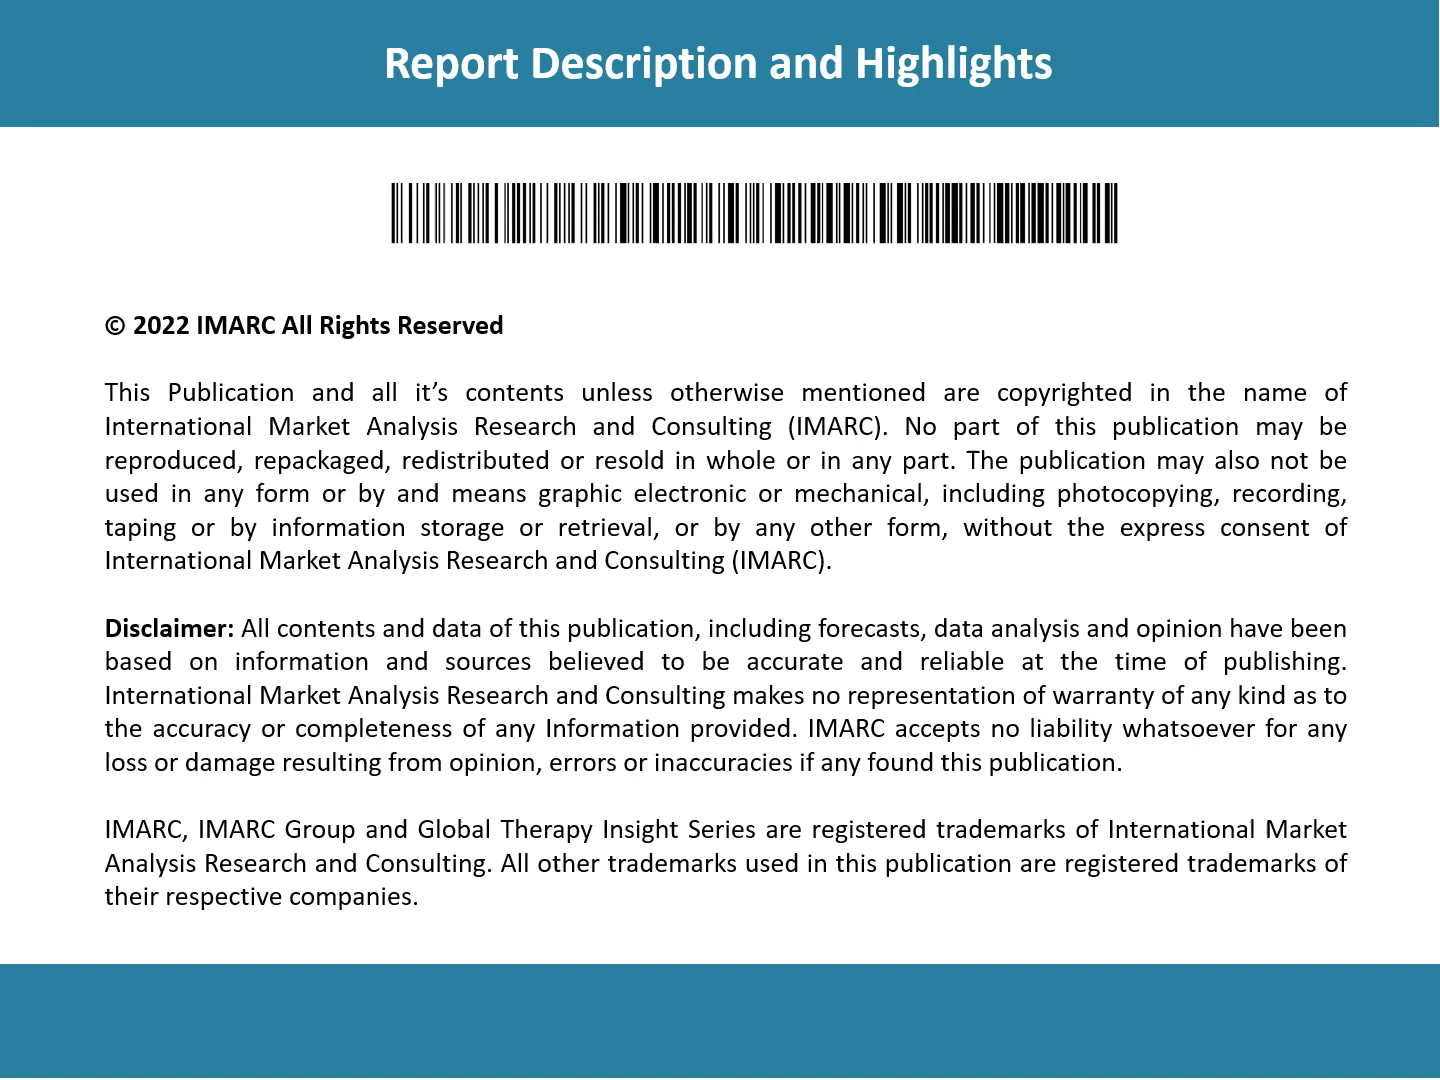 Report Description and Highlights
© 2022 IMARC All Rights Reserved
This Publication and all it’s contents unless otherwise mentioned are copyrighted in the name of
International Market Analysis Research and Consulting (IMARC). No part of this publication may be
reproduced, repackaged, redistributed or resold in whole or in any part. The publication may also not be
used in any form or by and means graphic electronic or mechanical, including photocopying, recording,
taping or by information storage or retrieval, or by any other form, without the express consent of
International Market Analysis Research and Consulting (IMARC).
Disclaimer: All contents and data of this publication, including forecasts, data analysis and opinion have been
based on information and sources believed to be accurate and reliable at the time of publishing.
International Market Analysis Research and Consulting makes no representation of warranty of any kind as to
the accuracy or completeness of any Information provided. IMARC accepts no liability whatsoever for any
loss or damage resulting from opinion, errors or inaccuracies if any found this publication.
IMARC, IMARC Group and Global Therapy Insight Series are registered trademarks of International Market
Analysis Research and Consulting. All other trademarks used in this publication are registered trademarks of
their respective companies.